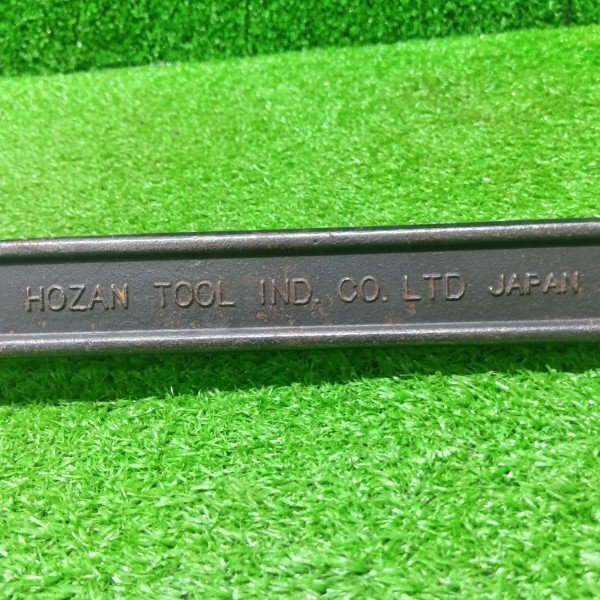 HOZAN TOOL IND. CO. LTD JAPAN